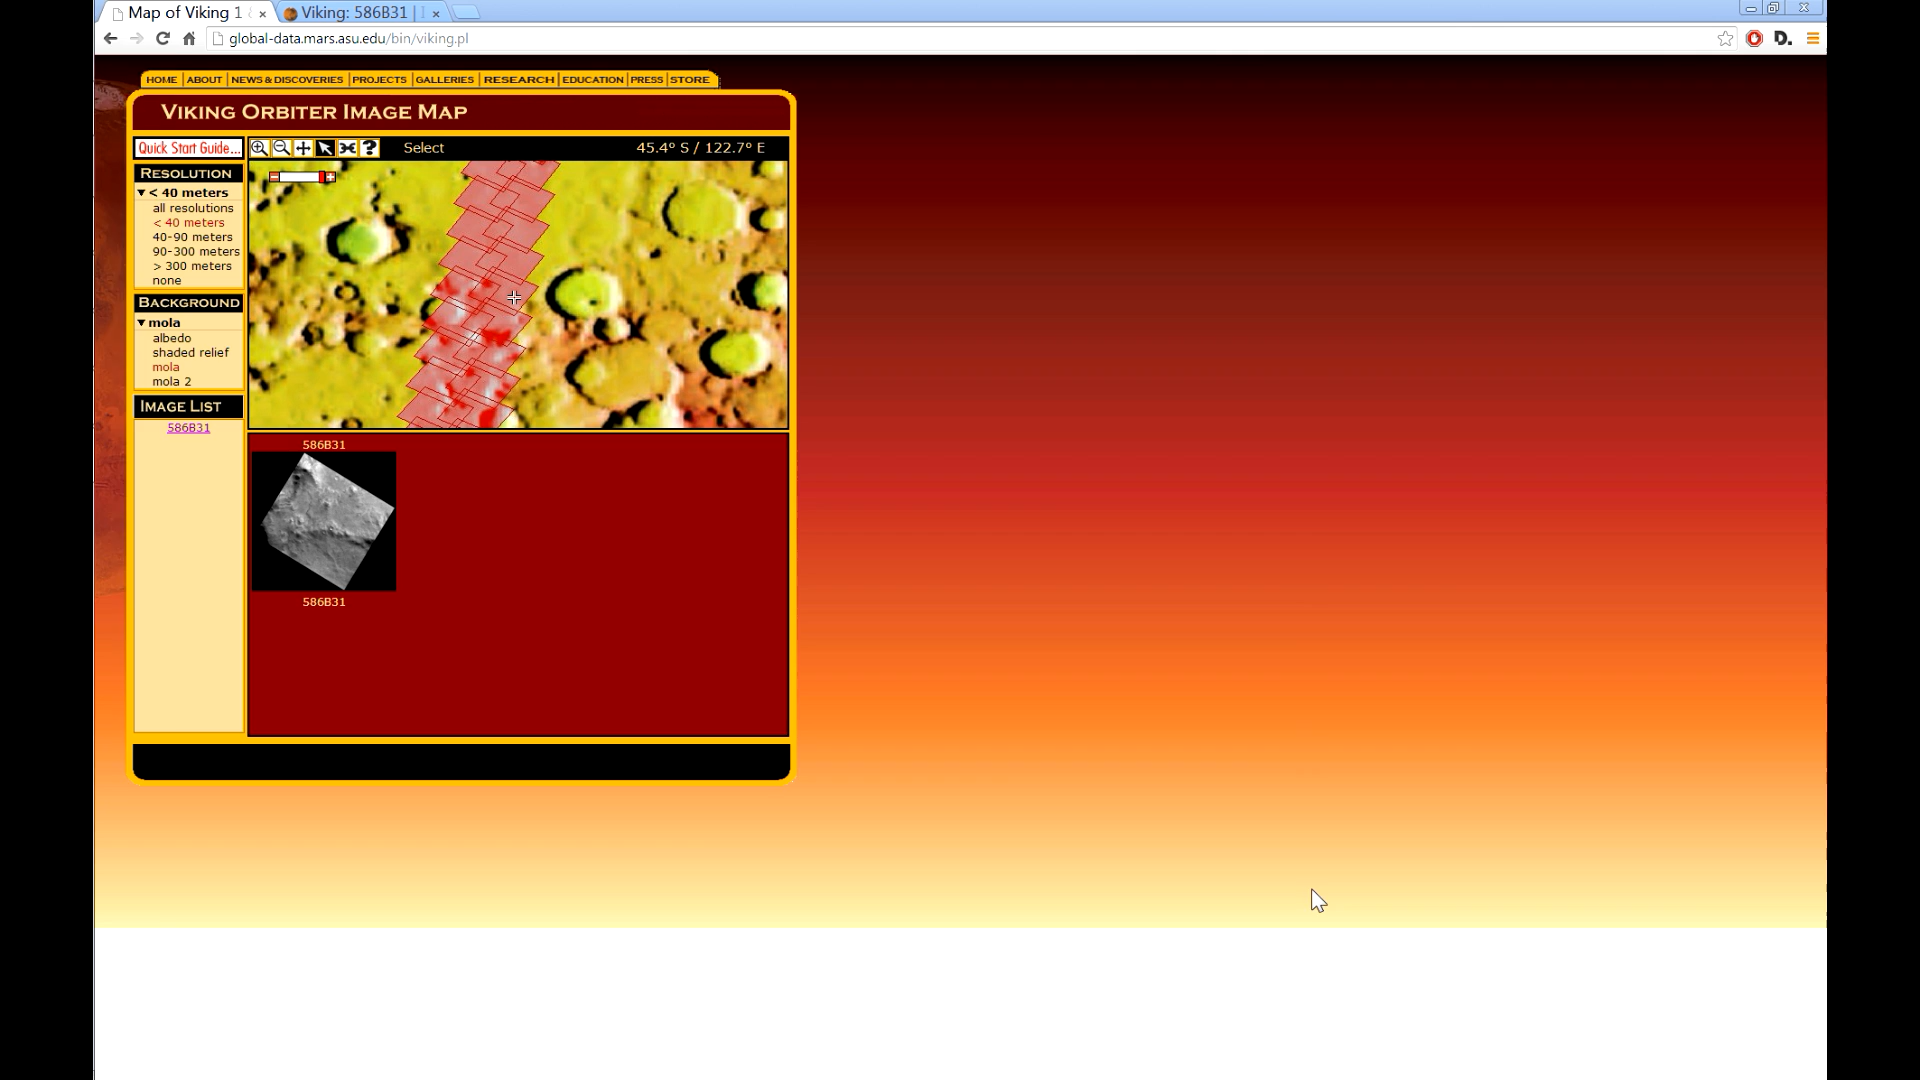 Map of Viking 1
Viking: 586B31 |
global-data.mars.asu.edu/bin/viking.pl
D.
HOME ABOUT NEWS & DISCOVERIES PROJECTS GALLERIES RESEARCH EDUCATION PRESS STORE
VIKING ORBITER IMAGE MAP
Quick Start Guide...
Select
45.4° S / 122.7° E
RESOLUTION
< 40 meters
all resolutions
< 40 meters
40-90 meters
90-300 meters
> 300 meters
none
BACKGROUND
mola
albedo
shaded relief
mola
mola 2
IMAGE LIST
586B31
586B31
586B31